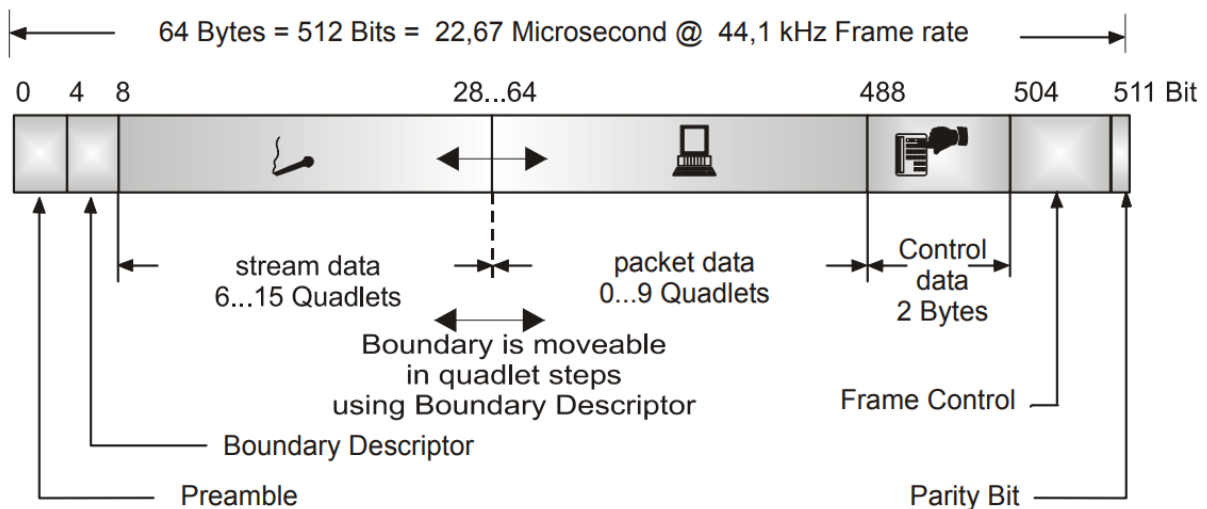 64 Bytes = 512 Bits = 22,67 Microsecond @ 44,1 kHz Frame rate
0 4 8 28...64 488 504 511 Bit
stream data
6...15 Quadlets
packet data
0...9 Quadlets
Control
data
2 Bytes
Boundary is moveable
in quadlet steps
using Boundary Descriptor
Frame Control
Boundary Descriptor
Preamble
Parity Bit